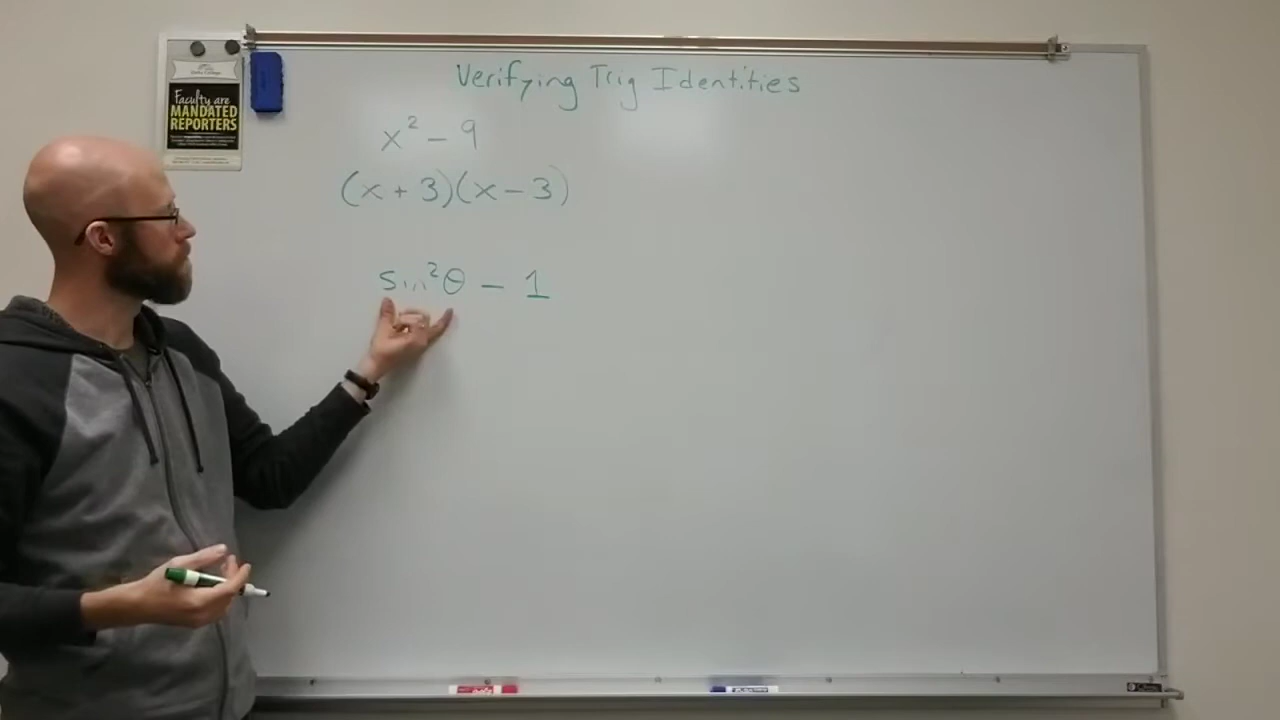 Verifying Trig Identities
x² - 9
(x + 3)(x - 3)
sin²θ - 1
Faculty are
MANDATED
REPORTERS